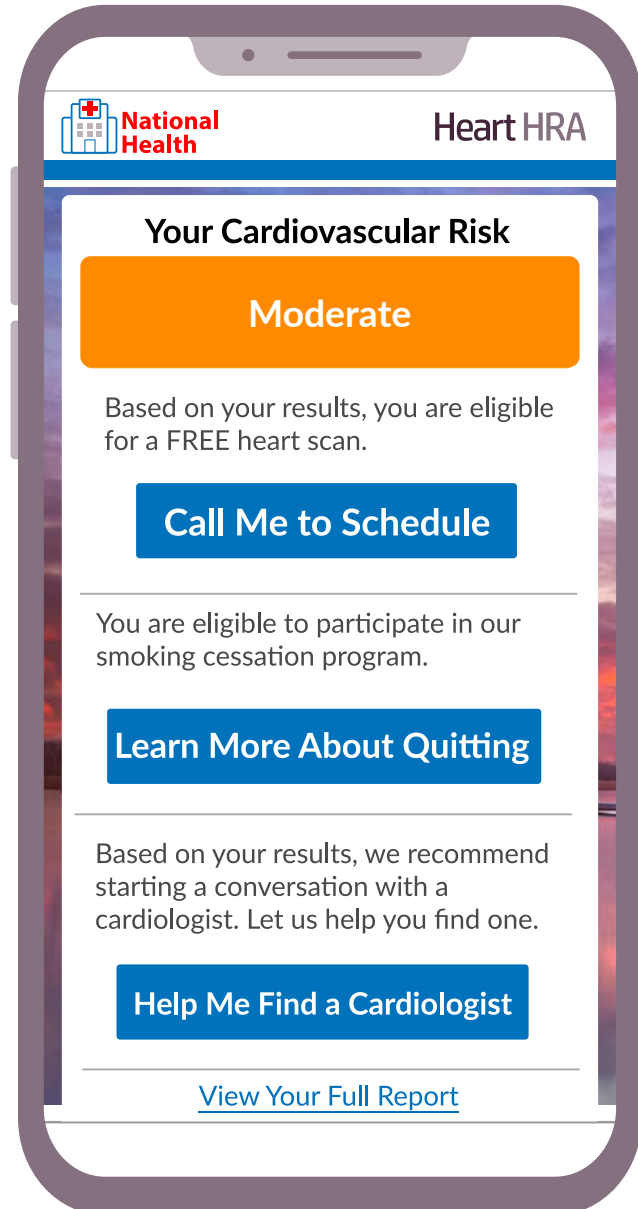 National
Health
Heart HRA
Your Cardiovascular Risk
Moderate
Based on your results, you are eligible
for a FREE heart scan.
Call Me to Schedule
You are eligible to participate in our
smoking cessation program.
Learn More About Quitting
Based on your results, we recommend
starting a conversation with a
cardiologist. Let us help you find one.
Help Me Find a Cardiologist
View Your Full Report